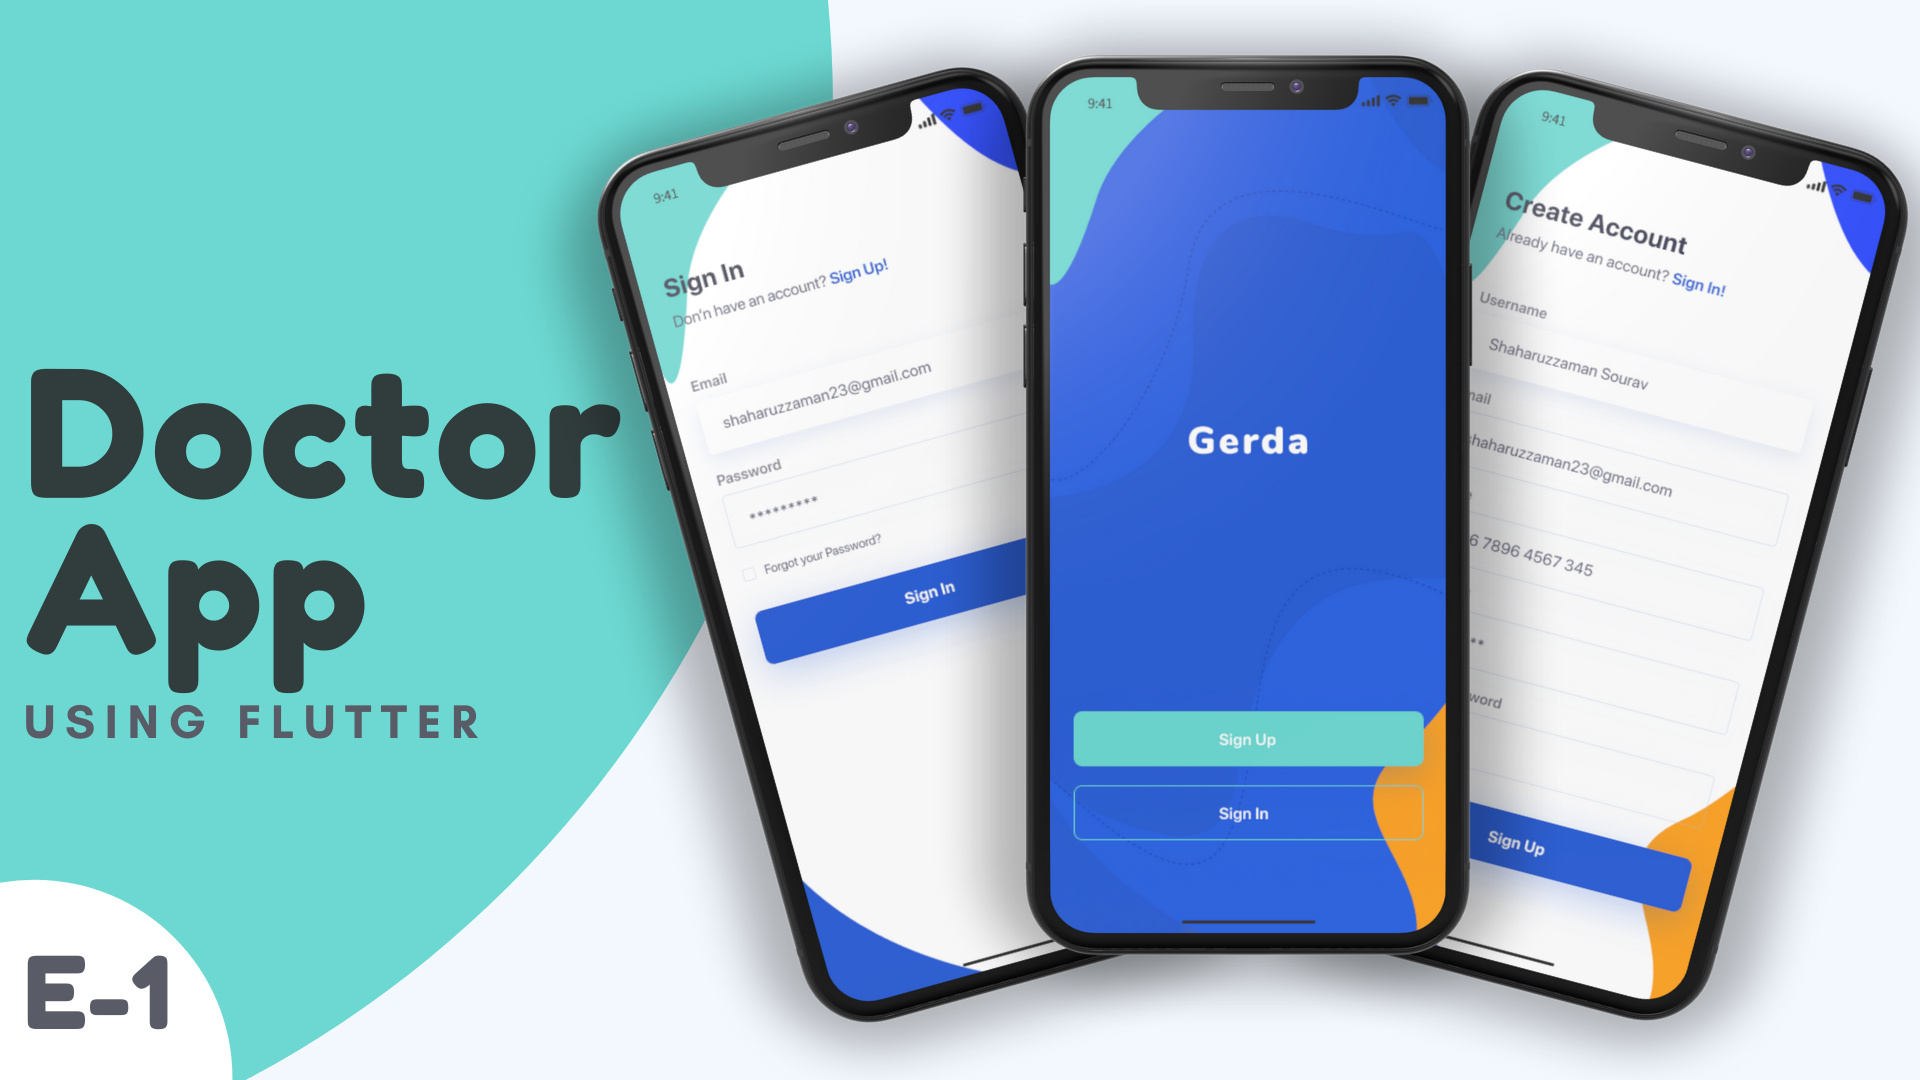 Doctor
App
USING FLUTTER
E-1
9:41
Sign In
Don'n have an account? Sign Up!
Email
shaharuzzaman23@gmail.com
Password
*********
Forgot your Password?
Sign In
9:41
Gerda
Sign Up
Sign In
9:41
Create Account
Already have an account? Sign In!
Username
Shaharuzzaman Sourav
mail
shaharuzzaman23@gmail.com
6 7896 4567 345
**
word
Sign Up